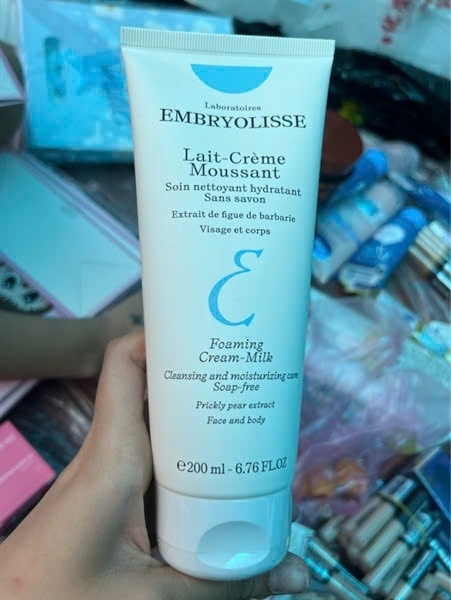 Laboratoires
EMBRYOLISSE
Lait-Crème
Moussant
Soin nettoyant hydratant
Sans savon
Extrait de figue de barbarie
Visage et corps
Foaming
Cream-Milk
Cleansing and moisturizing care
Soap-free
Prickly pear extract
Face and body
℮200 ml - 6.76 FL.OZ